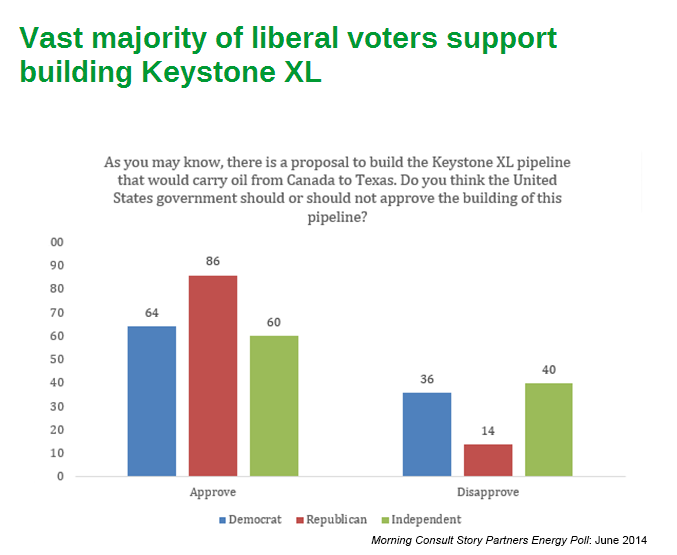 Vast majority of liberal voters support
building Keystone XL
As you may know, there is a proposal to build the Keystone XL pipeline
that would carry oil from Canada to Texas. Do you think the United
States government should or should not approve the building of this
pipeline?
00
90
80
70
60
50
40
30
20
10
0
64
86
60
36
14
40
Approve
Disapprove
Democrat Republican Independent
Morning Consult Story Partners Energy Poll: June 2014